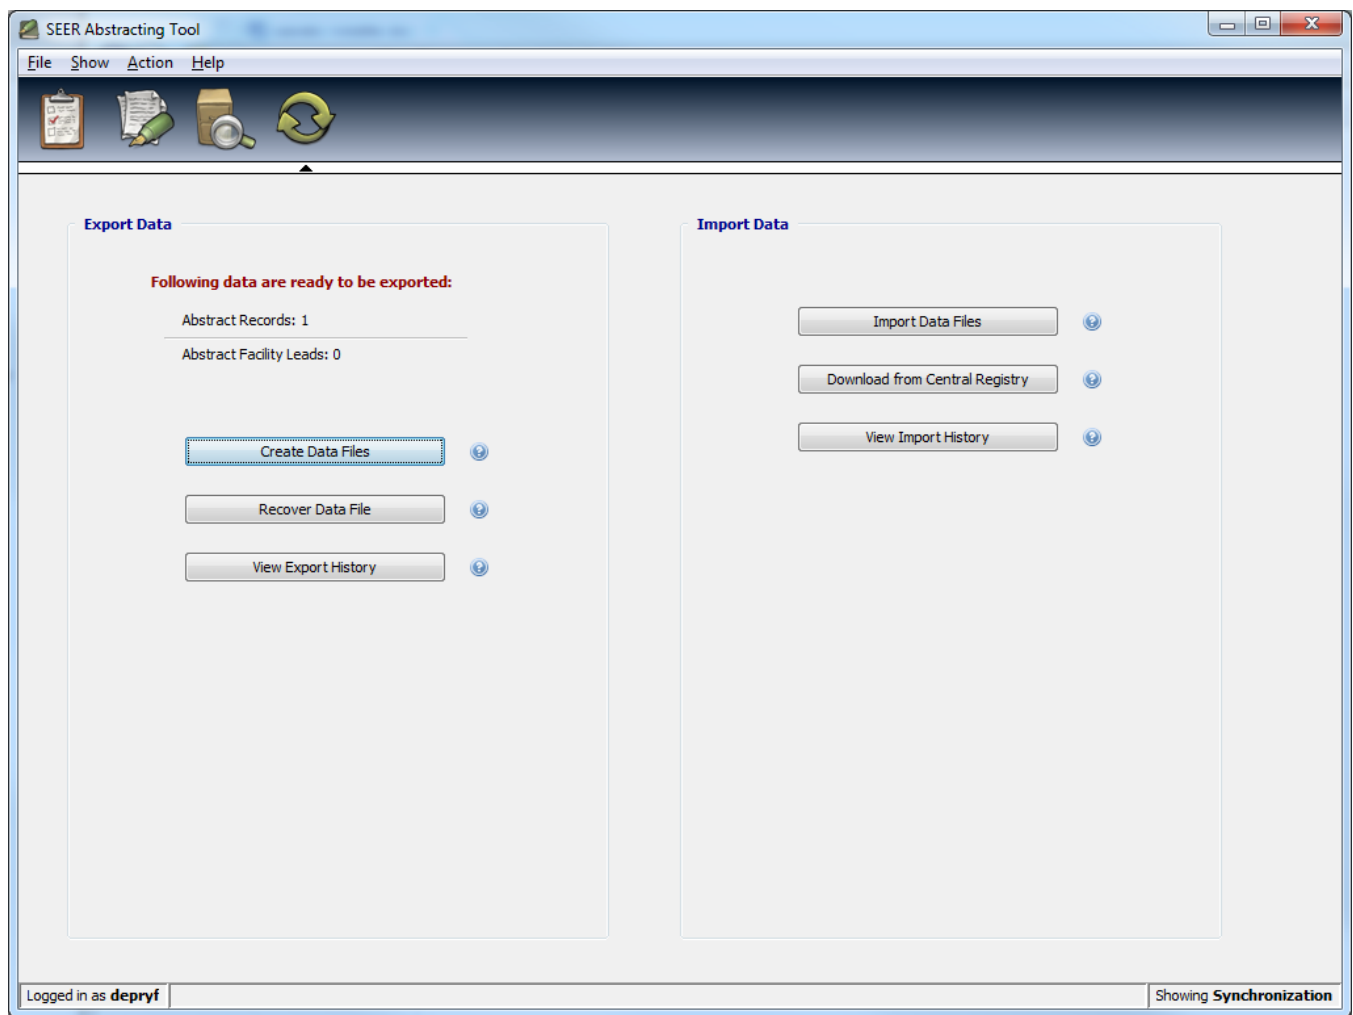 SEER Abstracting Tool
File Show Action Help
Export Data
Following data are ready to be exported:
Abstract Records: 1
Abstract Facility Leads: 0
Create Data Files
Recover Data File
View Export History
Import Data
Import Data Files
Download from Central Registry
View Import History
Logged in as depryf
Showing Synchronization